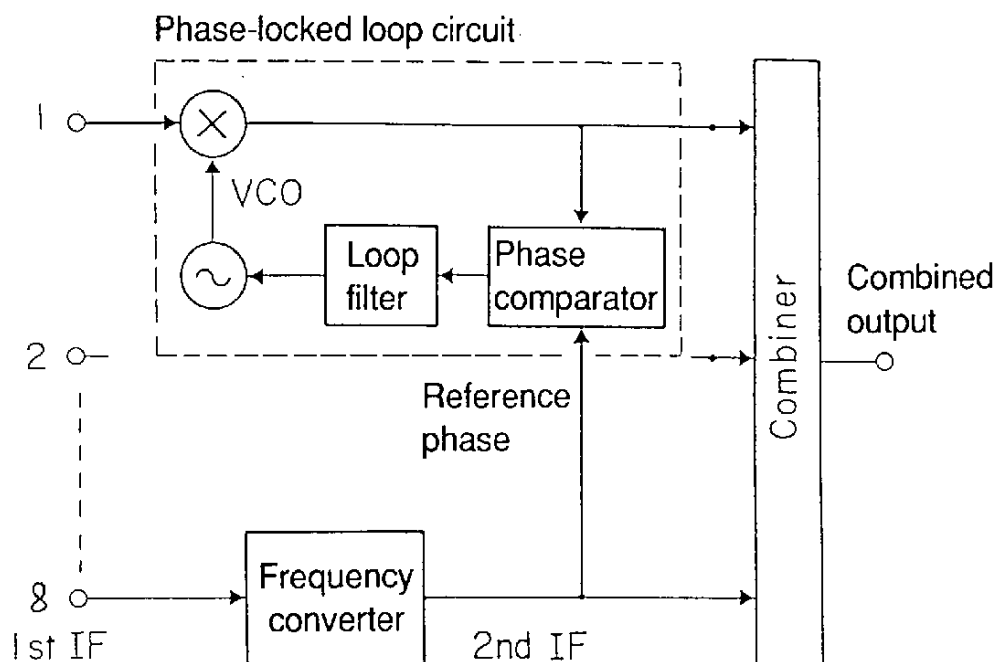 Phase-locked loop circuit
1
VCO
Loop
filter
Phase
comparator
2
Reference
phase
Combiner
Combined
output
8
Frequency
converter
1st IF
2nd IF